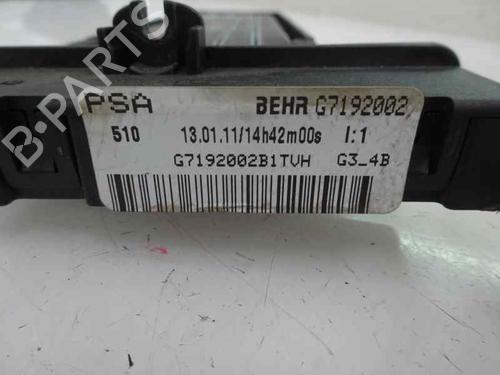 B-PARTS
PSA BEHR G7192002
510 13.01.11/14h42m00s I:1
G7192002B1TVH G3_4B